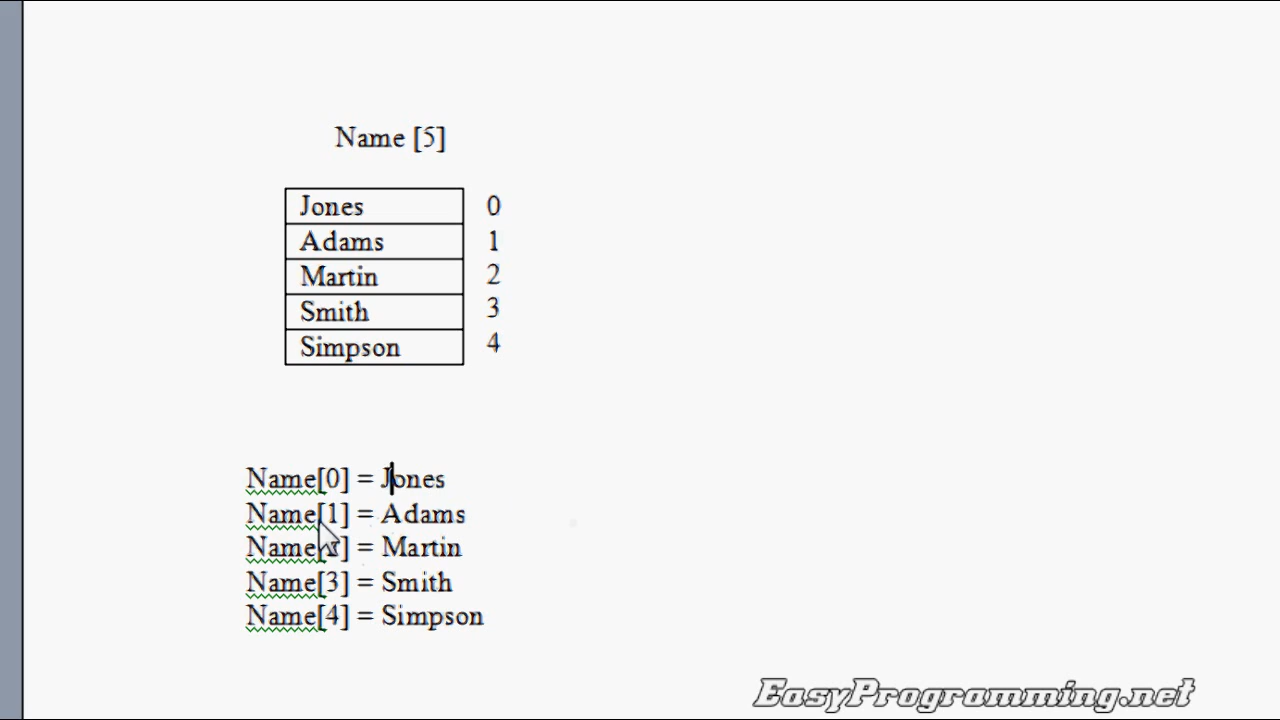 Name [5]
Jones 0
Adams 1
Martin 2
Smith 3
Simpson 4
Name[0] = Jones
Name[1] = Adams
Name[2] = Martin
Name[3] = Smith
Name[4] = Simpson
EasyProgramming.net